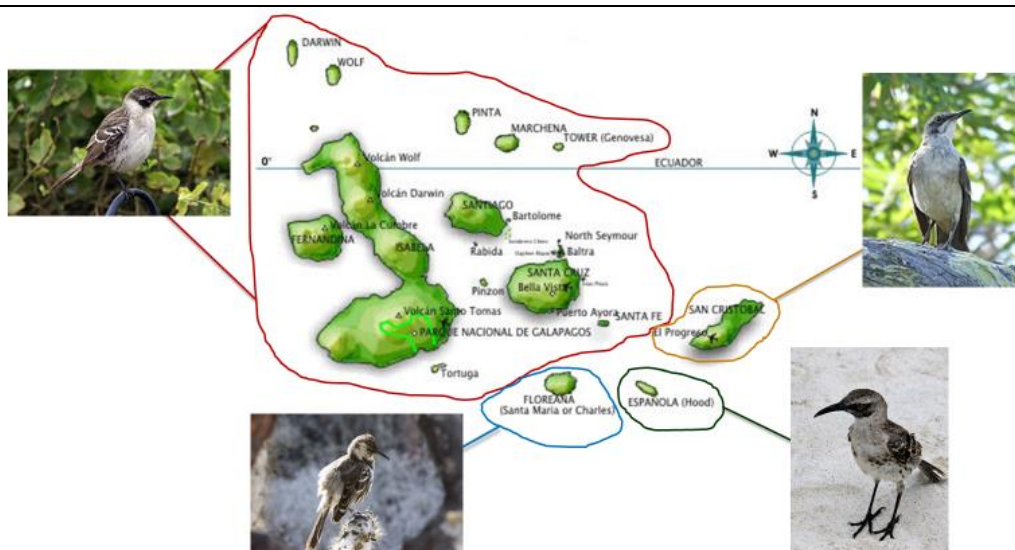 DARWIN
WOLF
PINTA
MARCHENA
TOWER (Genovesa)
N
W
E
S
0°
ECUADOR
Volcán Wolf
Volcán Darwin
SANTIAGO
Bartolome
Volcán La Cumbre
FERNANDINA
ISABELA
Rabida
North Seymour
Baltra
SANTA CRUZ
Bella Vista
Pinzon
Puerto Ayora
SANTA FE
SAN CRISTOBAL
El Progreso
Volcán Santo Tomas
PARQUE NACIONAL DE GALAPAGOS
Tortuga
FLOREANA
(Santa Maria or Charles)
ESPAÑOLA (Hood)